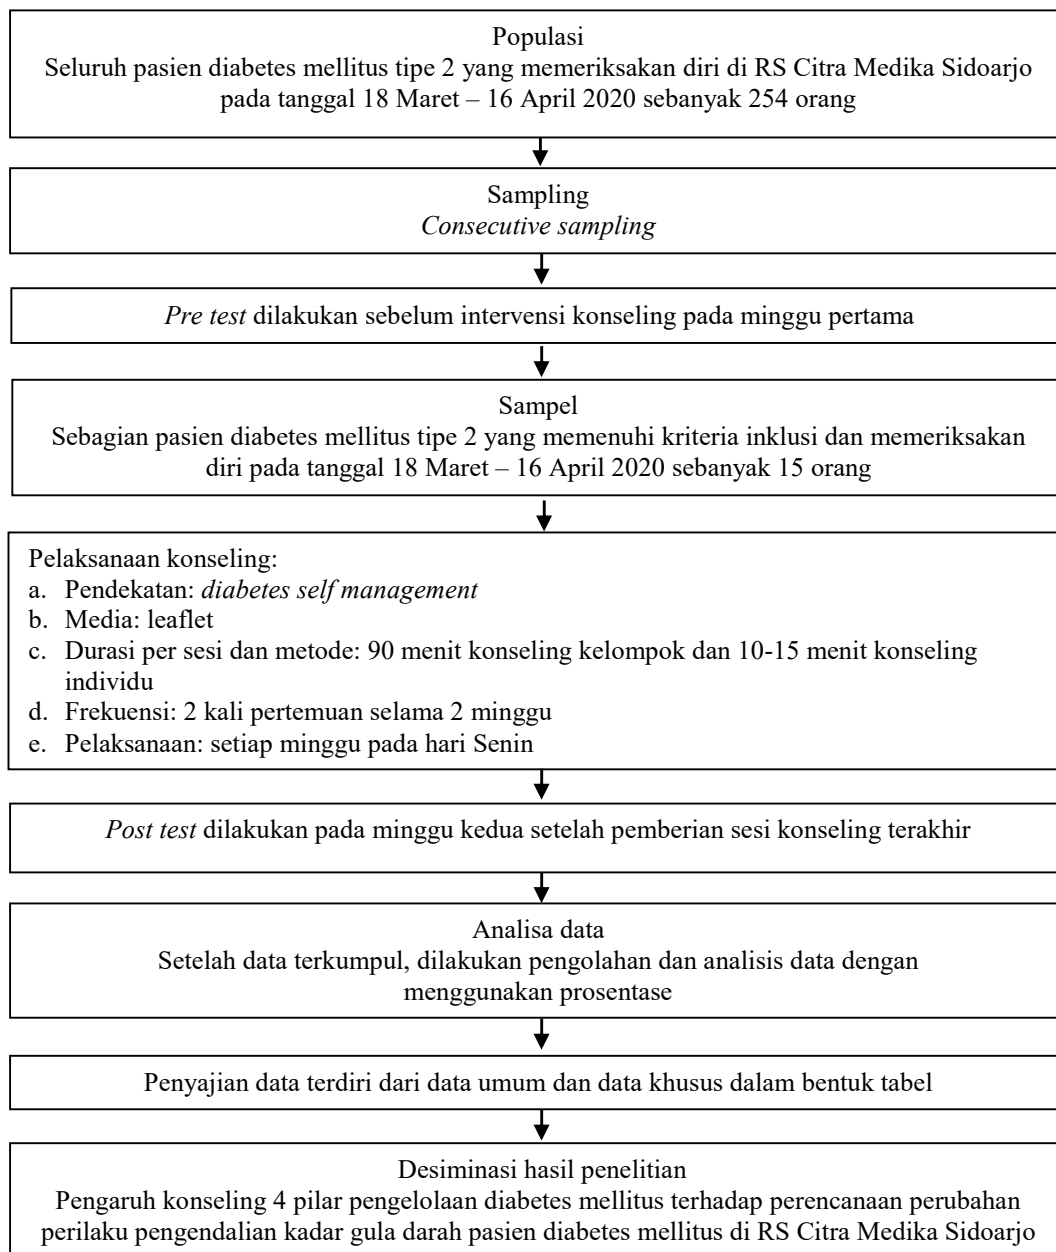 Populasi
Seluruh pasien diabetes mellitus tipe 2 yang memeriksakan diri di RS Citra Medika Sidoarjo
pada tanggal 18 Maret – 16 April 2020 sebanyak 254 orang
Sampling
Consecutive sampling
Pre test dilakukan sebelum intervensi konseling pada minggu pertama
Sampel
Sebagian pasien diabetes mellitus tipe 2 yang memenuhi kriteria inklusi dan memeriksakan
diri pada tanggal 18 Maret – 16 April 2020 sebanyak 15 orang
Pelaksanaan konseling:
a. Pendekatan: diabetes self management
b. Media: leaflet
c. Durasi per sesi dan metode: 90 menit konseling kelompok dan 10-15 menit konseling
individu
d. Frekuensi: 2 kali pertemuan selama 2 minggu
e. Pelaksanaan: setiap minggu pada hari Senin
Post test dilakukan pada minggu kedua setelah pemberian sesi konseling terakhir
Analisa data
Setelah data terkumpul, dilakukan pengolahan dan analisis data dengan
menggunakan prosentase
Penyajian data terdiri dari data umum dan data khusus dalam bentuk tabel
Desiminasi hasil penelitian
Pengaruh konseling 4 pilar pengelolaan diabetes mellitus terhadap perencanaan perubahan
perilaku pengendalian kadar gula darah pasien diabetes mellitus di RS Citra Medika Sidoarjo